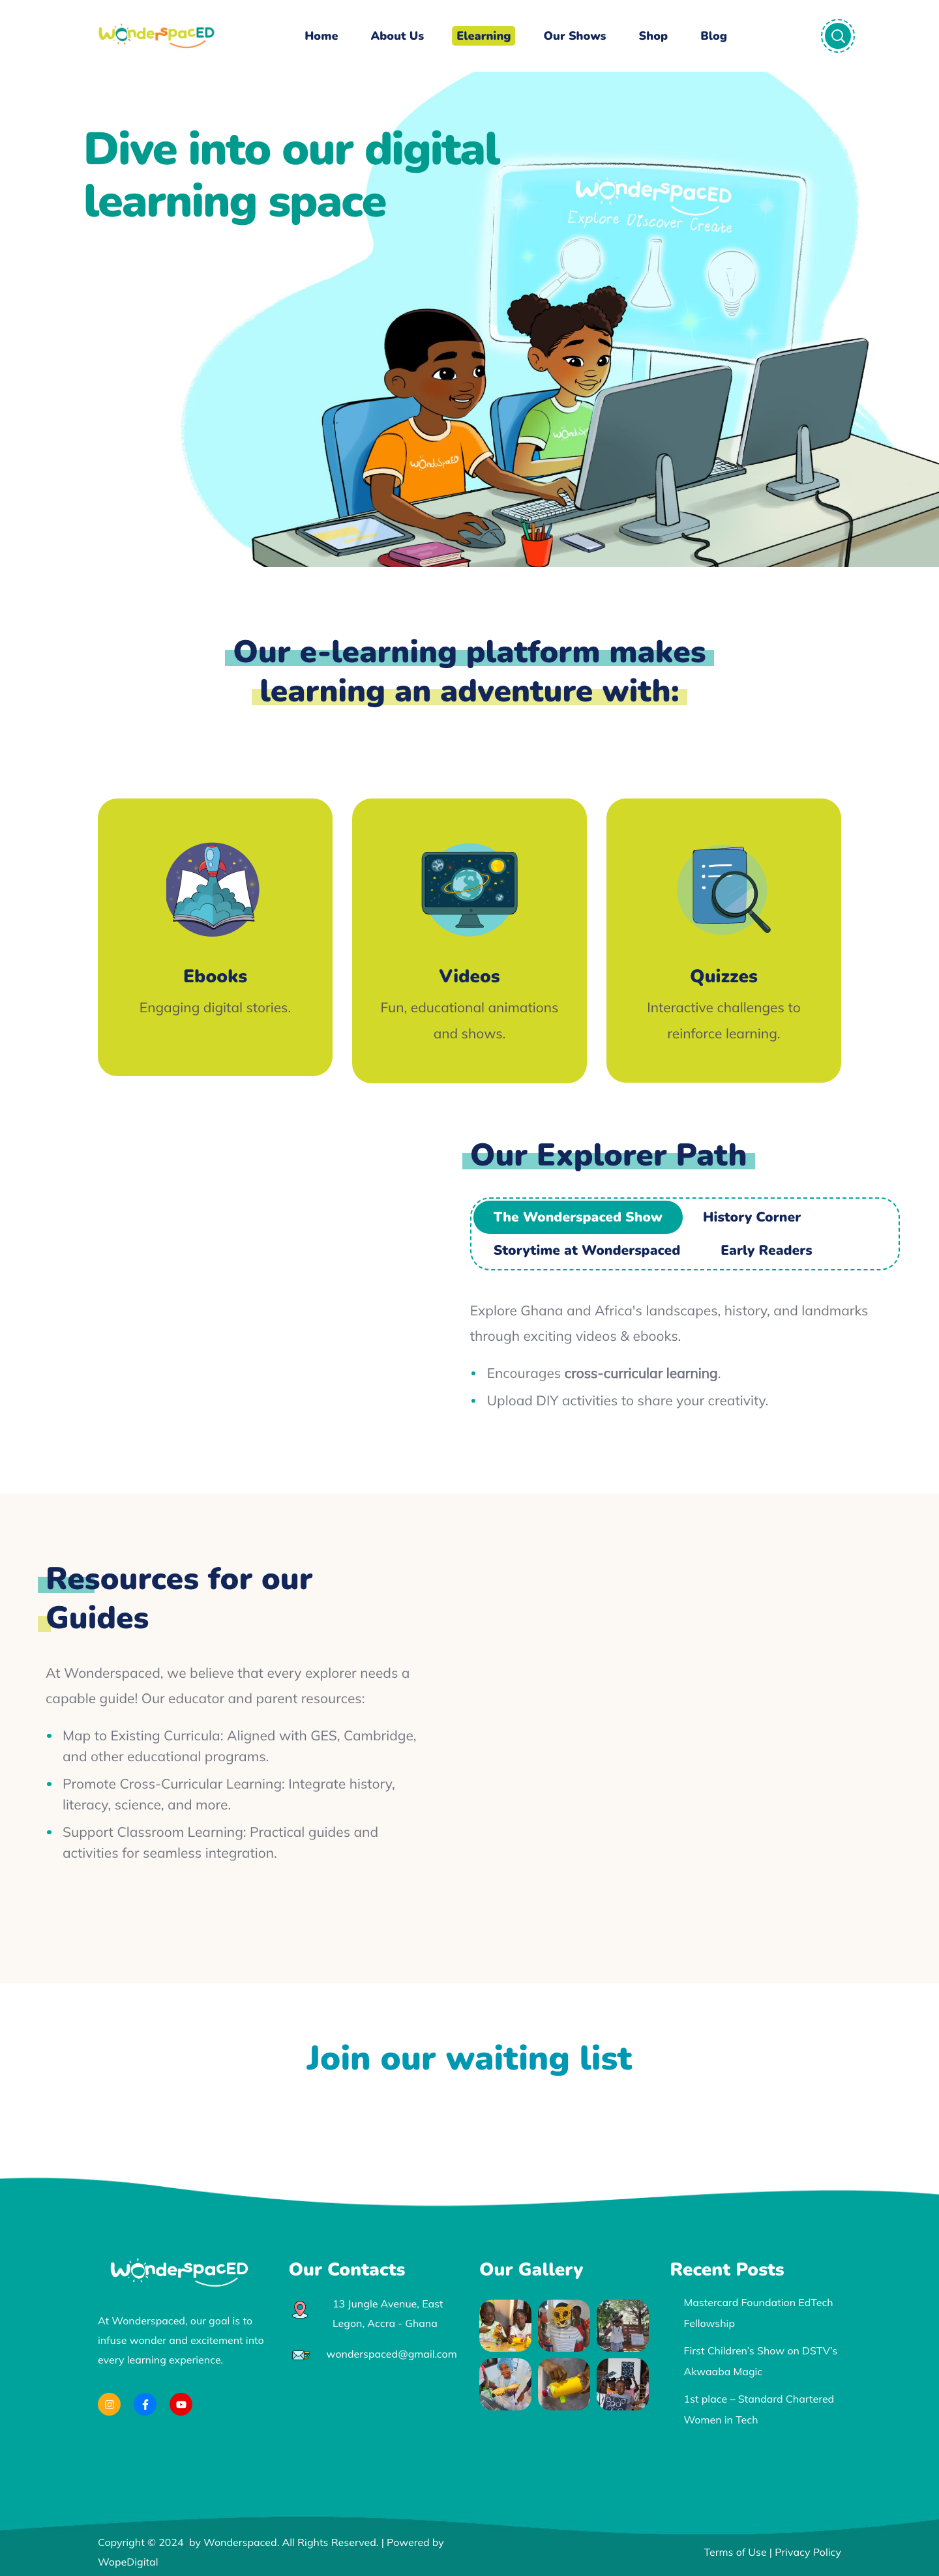 WonderspacED
Home
About Us
Elearning
Our Shows
Shop
Blog
Dive into our digital
learning space
WonderspacED
Explore Discover Create
WondspacED
Our e-learning platform makes
learning an adventure with:
Ebooks
Engaging digital stories.
Videos
Fun, educational animations
and shows.
Quizzes
Interactive challenges to
reinforce learning.
Our Explorer Path
The Wonderspaced Show
History Corner
Storytime at Wonderspaced
Early Readers
Explore Ghana and Africa's landscapes, history, and landmarks
through exciting videos & ebooks.
Encourages cross-curricular learning.
Upload DIY activities to share your creativity.
Resources for our
Guides
At Wonderspaced, we believe that every explorer needs a
capable guide! Our educator and parent resources:
Map to Existing Curricula: Aligned with GES, Cambridge,
and other educational programs.
Promote Cross-Curricular Learning: Integrate history,
literacy, science, and more.
Support Classroom Learning: Practical guides and
activities for seamless integration.
Join our waiting list
WonderspacED
At Wonderspaced, our goal is to
infuse wonder and excitement into
every learning experience.
Our Contacts
13 Jungle Avenue, East
Legon, Accra - Ghana
wonderspaced@gmail.com
Our Gallery
Recent Posts
Mastercard Foundation EdTech
Fellowship
First Children’s Show on DSTV’s
Akwaaba Magic
1st place – Standard Chartered
Women in Tech
Copyright © 2024  by Wonderspaced. All Rights Reserved. | Powered by
WopeDigital
Terms of Use | Privacy Policy